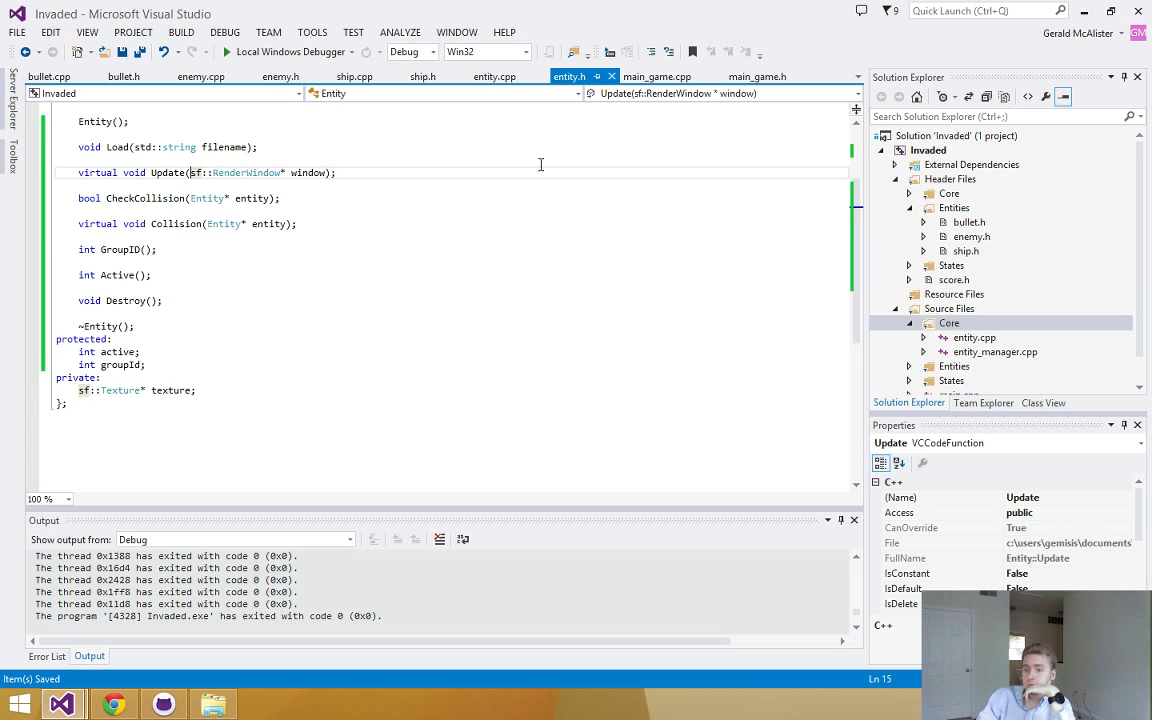 Invaded - Microsoft Visual Studio
9
Quick Launch (Ctrl+Q)
FILE EDIT VIEW PROJECT BUILD DEBUG TEAM TOOLS TEST ANALYZE WINDOW HELP
Gerald McAlister GM
Local Windows Debugger Debug Win32
bullet.cpp bullet.h enemy.cpp enemy.h ship.cpp ship.h entity.cpp entity.h main_game.cpp main_game.h
Invaded Entity Update(sf::RenderWindow * window)
Server Explorer
Toolbox
Entity();
void Load(std::string filename);
virtual void Update(sf::RenderWindow* window);
bool CheckCollision(Entity* entity);
virtual void Collision(Entity* entity);
int GroupID();
int Active();
void Destroy();
~Entity();
protected:
int active;
int groupId;
private:
sf::Texture* texture;
};
100 %
Output
Show output from: Debug
The thread 0x1388 has exited with code 0 (0x0).
The thread 0x16d4 has exited with code 0 (0x0).
The thread 0x2428 has exited with code 0 (0x0).
The thread 0x1ff8 has exited with code 0 (0x0).
The thread 0x11d8 has exited with code 0 (0x0).
The program '[4328] Invaded.exe' has exited with code 0 (0x0).
Error List Output
Item(s) Saved
Ln 15
Solution Explorer
Search Solution Explorer (Ctrl+;)
Solution 'Invaded' (1 project)
Invaded
External Dependencies
Header Files
Core
Entities
bullet.h
enemy.h
ship.h
States
score.h
Resource Files
Source Files
Core
entity.cpp
entity_manager.cpp
Entities
States
Solution Explorer Team Explorer Class View
Properties
Update VCCodeFunction
C++
(Name) Update
Access public
CanOverride True
File c:\users\gemisis\documents
FullName Entity::Update
IsConstant False
IsDefault False
IsDelete
C++